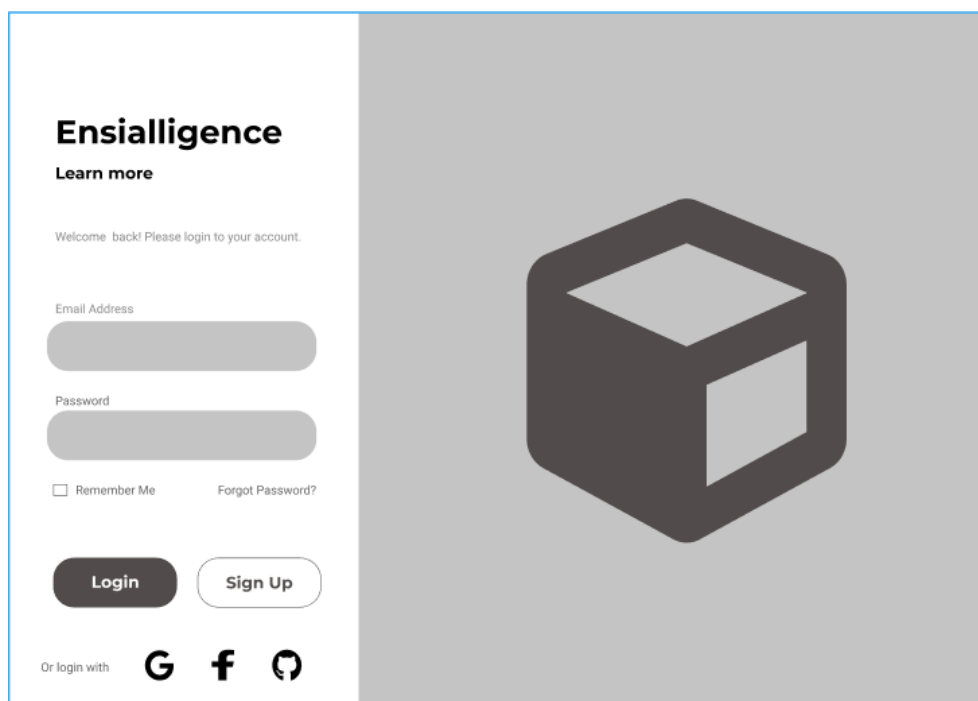 Ensialligence
Learn more
Welcome  back! Please login to your account.
Email Address
Password
Remember Me Forgot Password?
Login Sign Up
Or login with